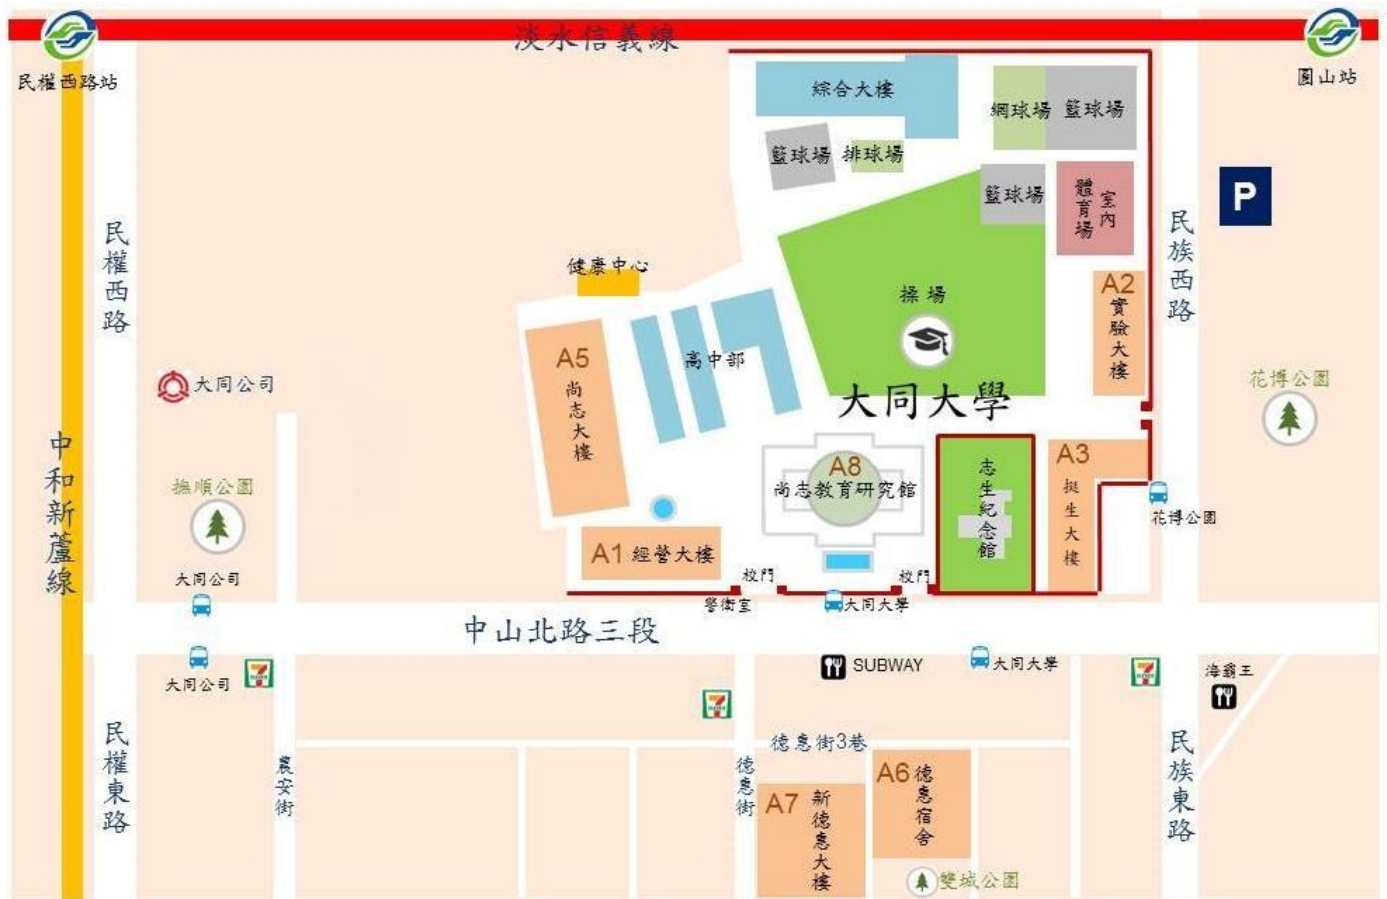 淡水信義線
民權西路站
圓山站
綜合大樓
網球場
籃球場
籃球場
排球場
籃球場
室內
體育場
P
民權西路
民族西路
健康中心
操場
A2
實驗大樓
A5
尚志大樓
高中部
大同公司
大同大學
花博公園
中和新蘆線
撫順公園
A8
尚志教育研究館
志生紀念館
A3
挺生大樓
花博公園
A1 經營大樓
大同公司
校門
校門
警衛室
大同大學
中山北路三段
大同公司
SUBWAY
大同大學
海霸王
民權東路
農安街
德惠街
德惠街3巷
民族東路
A6 德惠宿舍
A7 新德惠大樓
雙城公園